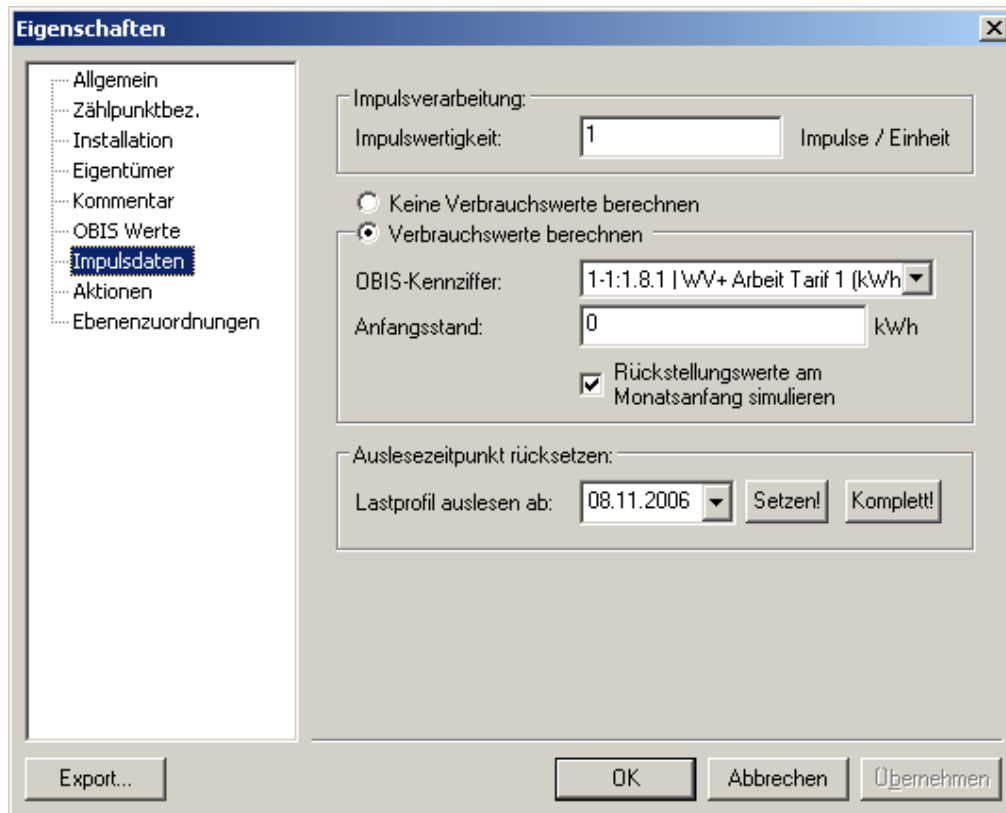 Eigenschaften
Allgemein
Zählpunktbez.
Installation
Eigentümer
Kommentar
OBIS Werte
Impulsdaten
Aktionen
Ebenenzuordnungen
Impulsverarbeitung:
Impulswertigkeit: 1 Impulse / Einheit
Keine Verbrauchswerte berechnen
Verbrauchswerte berechnen
OBIS-Kennziffer: 1-1:1.8.1 | WV+ Arbeit Tarif 1 (kWh
Anfangsstand: 0 kWh
Rückstellungswerte am
Monatsanfang simulieren
Auslesezeitpunkt rücksetzen:
Lastprofil auslesen ab: 08.11.2006 Setzen! Komplett!
Export... OK Abbrechen Übernehmen